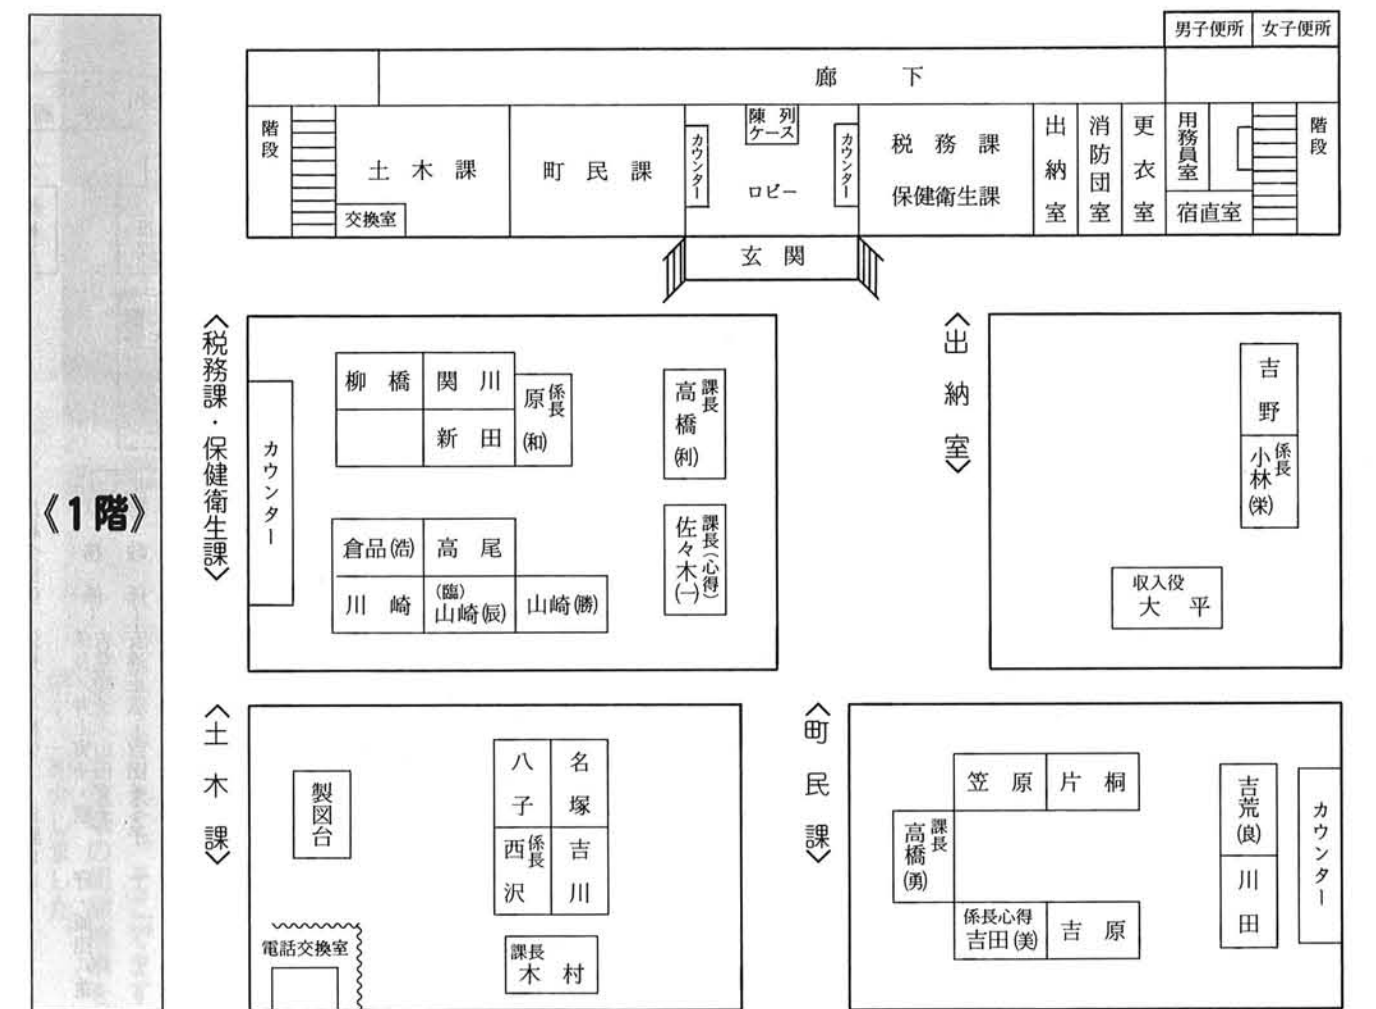 《1階》
男子便所 女子便所
廊下
階段
土木課
交換室
町民課
カウンター
陳列ケース
ロビー
カウンター
税務課
保健衛生課
出納室
消防団室
更衣室
用務員室
宿直室
階段
玄関
〈税務課・保健衛生課〉
カウンター
柳橋 関川
新田
係長
原(和)
課長
高橋(利)
倉品(浩) 高尾
川崎 (臨)山崎(辰) 山崎(勝)
課長(心得)
佐々木(一)
〈出納室〉
吉野
係長
小林(栄)
収入役
大平
〈土木課〉
製図台
八子 名塚
係長
西沢 吉川
課長
木村
電話交換室
〈町民課〉
笠原 片桐
課長
高橋(勇)
係長心得
吉田(美) 吉原
吉荒(良)
川田
カウンター